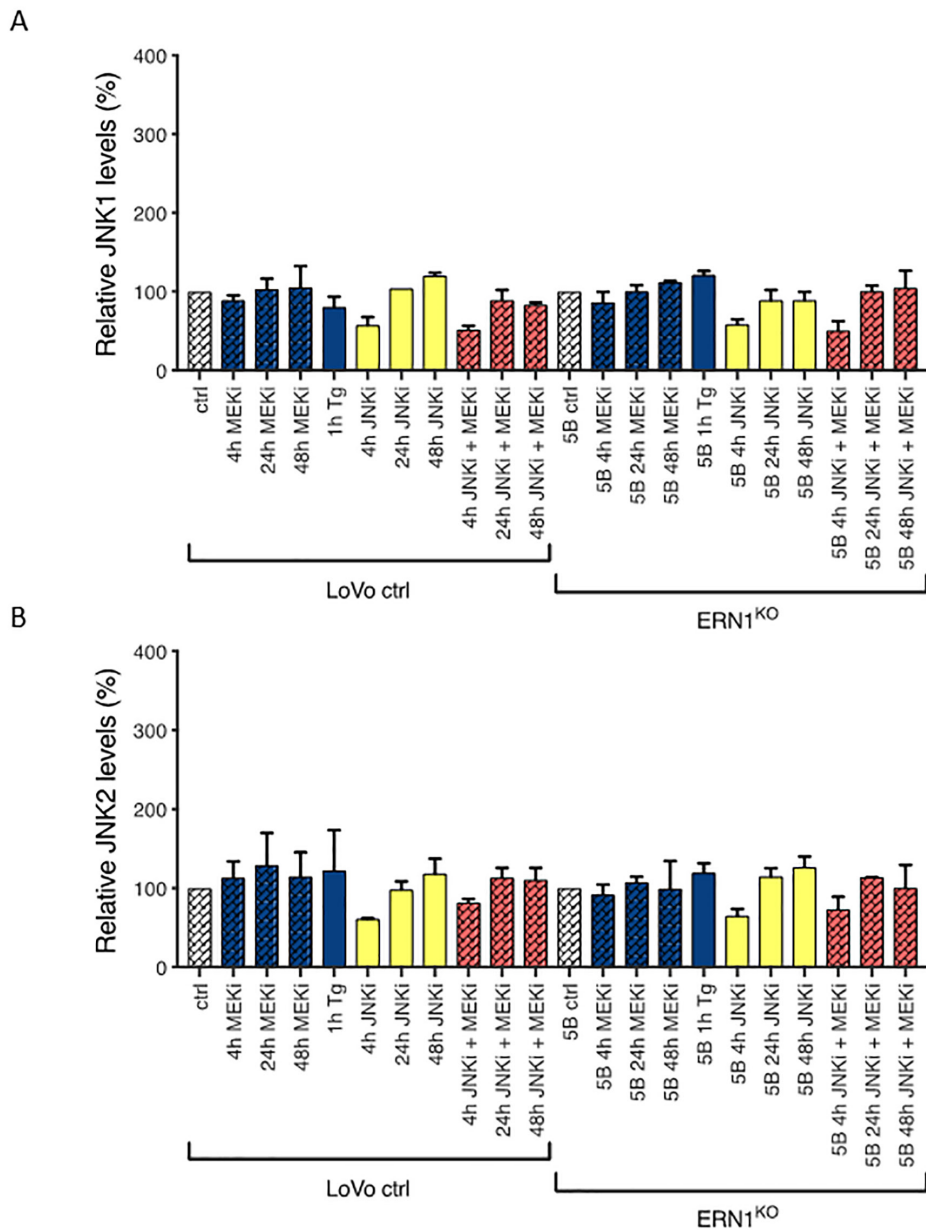 A
Relative JNK1 levels (%)
400
300
200
100
0
ctrl
4h MEKi
24h MEKi
48h MEKi
1h Tg
4h JNKi
24h JNKi
48h JNKi
4h JNKi + MEKi
24h JNKi + MEKi
48h JNKi + MEKi
5B ctrl
5B 4h MEKi
5B 24h MEKi
5B 48h MEKi
5B 1h Tg
5B 4h JNKi
5B 24h JNKi
5B 48h JNKi
5B 4h JNKi + MEKi
5B 24h JNKi + MEKi
5B 48h JNKi + MEKi
LoVo ctrl
ERN1KO
B
Relative JNK2 levels (%)
400
300
200
100
0
ctrl
4h MEKi
24h MEKi
48h MEKi
1h Tg
4h JNKi
24h JNKi
48h JNKi
4h JNKi + MEKi
24h JNKi + MEKi
48h JNKi + MEKi
5B ctrl
5B 4h MEKi
5B 24h MEKi
5B 48h MEKi
5B 1h Tg
5B 4h JNKi
5B 24h JNKi
5B 48h JNKi
5B 4h JNKi + MEKi
5B 24h JNKi + MEKi
5B 48h JNKi + MEKi
LoVo ctrl
ERN1KO